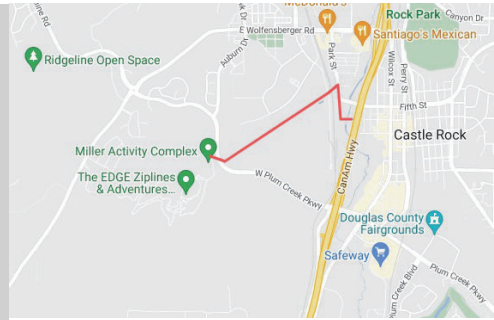 McDonald's
Rock Park
Canyon Dr
E Wolfensberger Rd
Santiago's Mexican
Ridgeline Open Space
Auburn Dr
Park St
Perry St
Wilcox St
Fifth St
Castle Rock
Miller Activity Complex
The EDGE Ziplines
& Adventures...
W Plum Creek Pkwy
CanAm Hwy
Douglas County
Fairgrounds
Safeway
Plum Creek Pkwy
Plum Creek Blvd